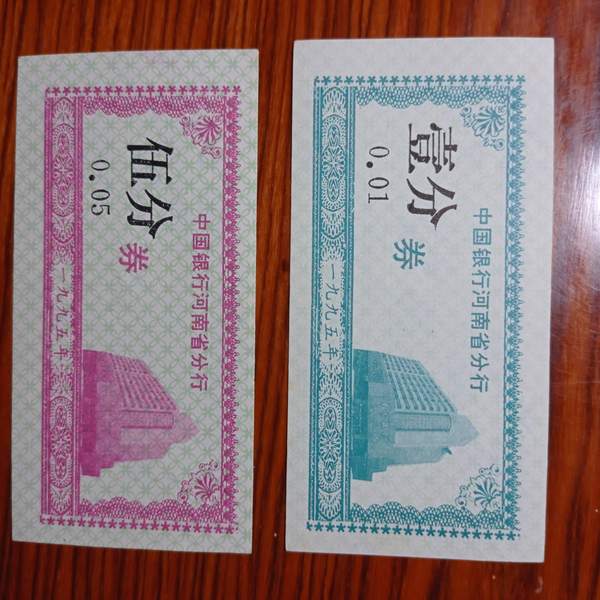 中国银行河南省分行
伍分券
0.05
一九九五年
中国银行河南省分行
壹分券
0.01
一九九五年